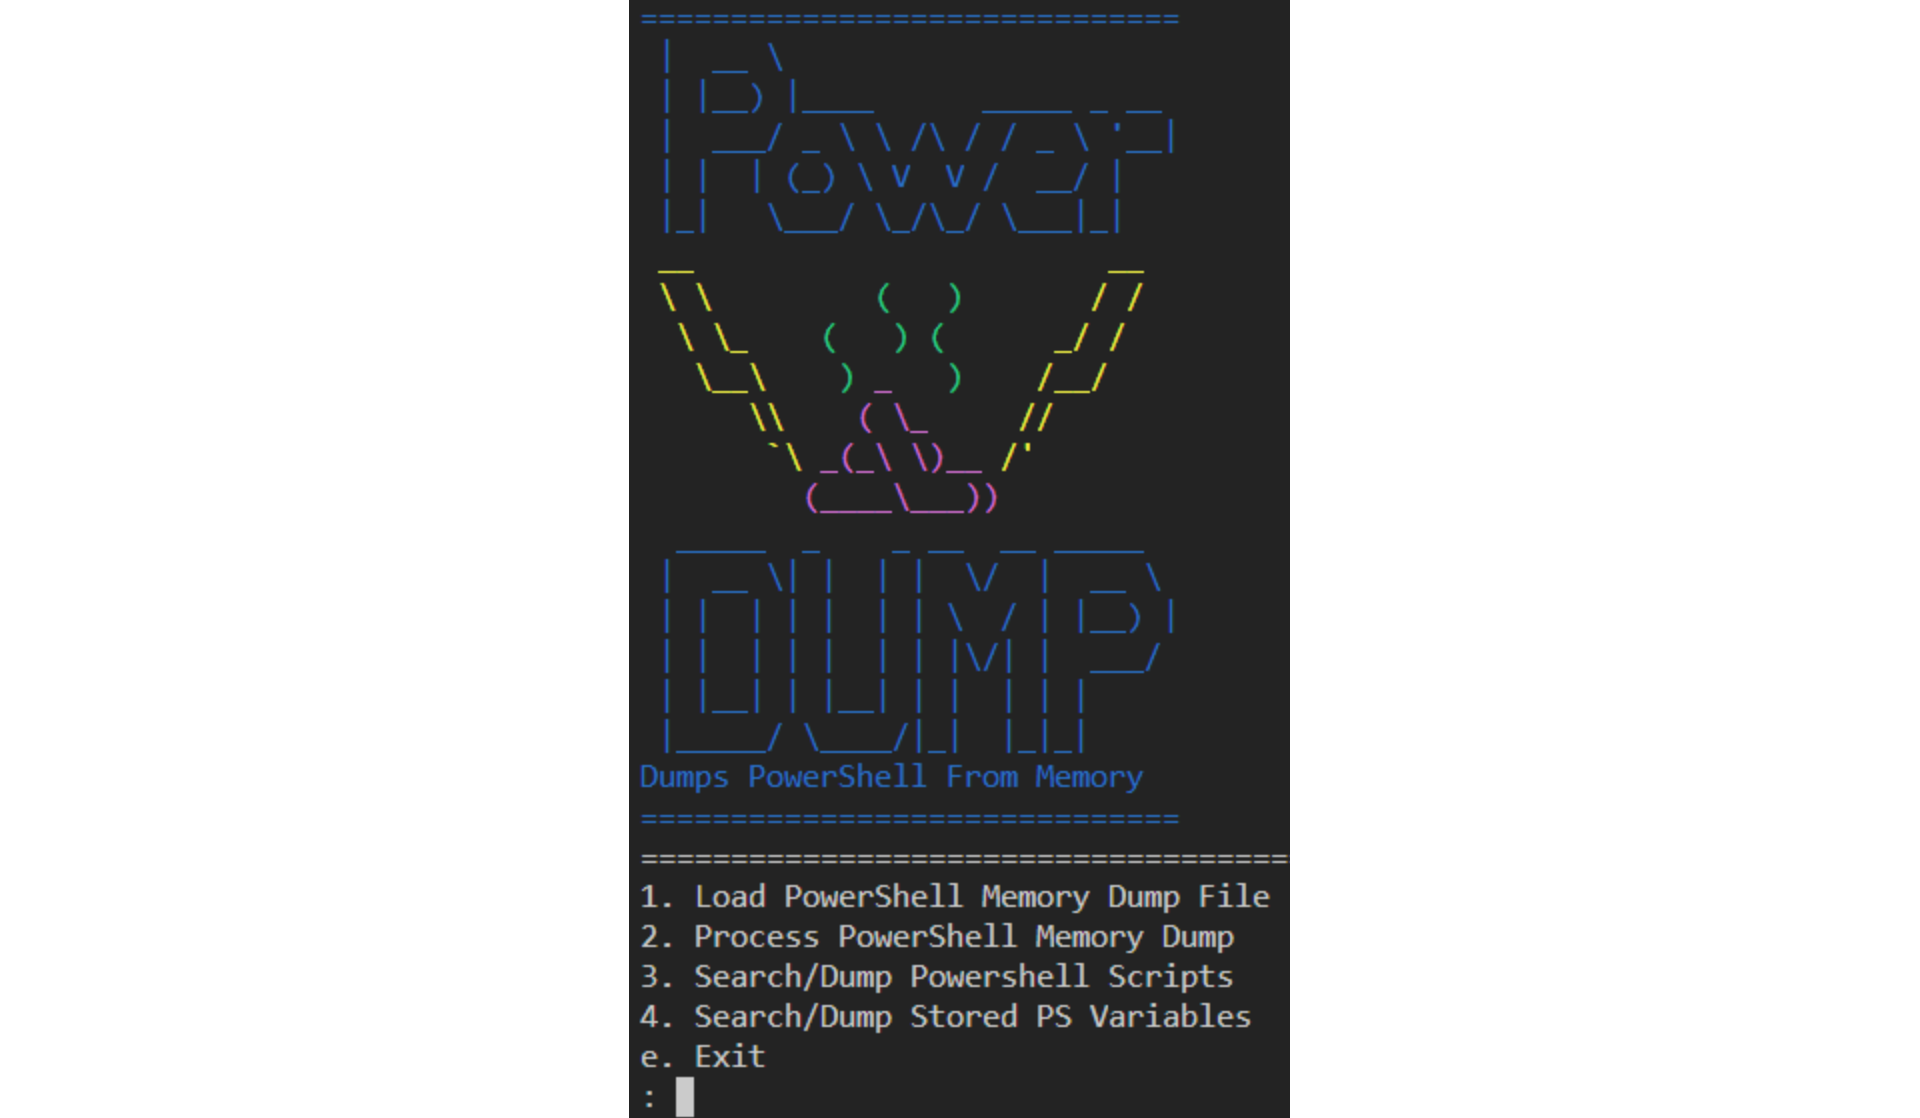 ==============================
Power
DUMP
Dumps PowerShell From Memory
==============================
====================================
1. Load PowerShell Memory Dump File
2. Process PowerShell Memory Dump
3. Search/Dump Powershell Scripts
4. Search/Dump Stored PS Variables
e. Exit
: